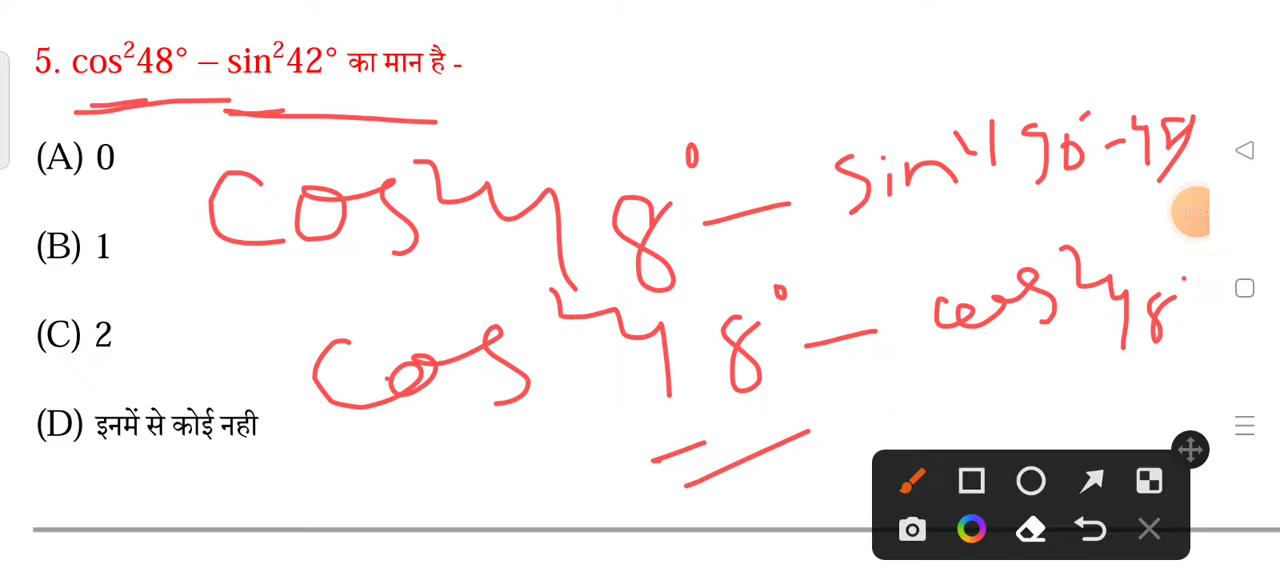 5. cos²48° – sin²42° का मान है -
(A) 0
(B) 1
(C) 2
(D) इनमें से कोई नही
cos²48° – sin²(90°-48
cos²48° – cos²48°